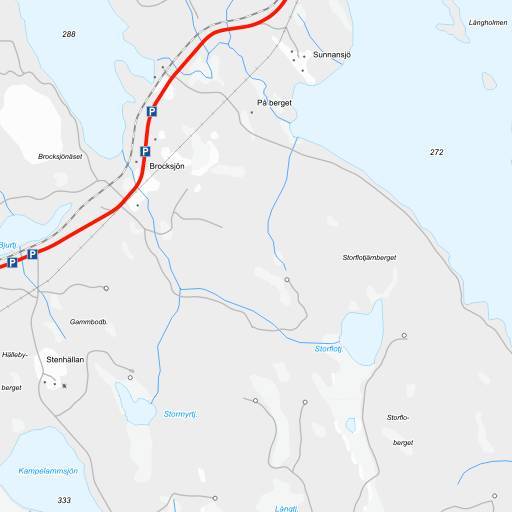 Långholmen
288
Sunnansjö
På berget
P
272
P
Brocksjönäset
Brocksjön
Bjurtj.
P
P
Storflotjärnberget
Gammbodb.
Storflotj.
Hälleby-
berget
Stenhällan
Stormyrtj.
Storflo-
berget
Kampelammsjön
333
Långtj.